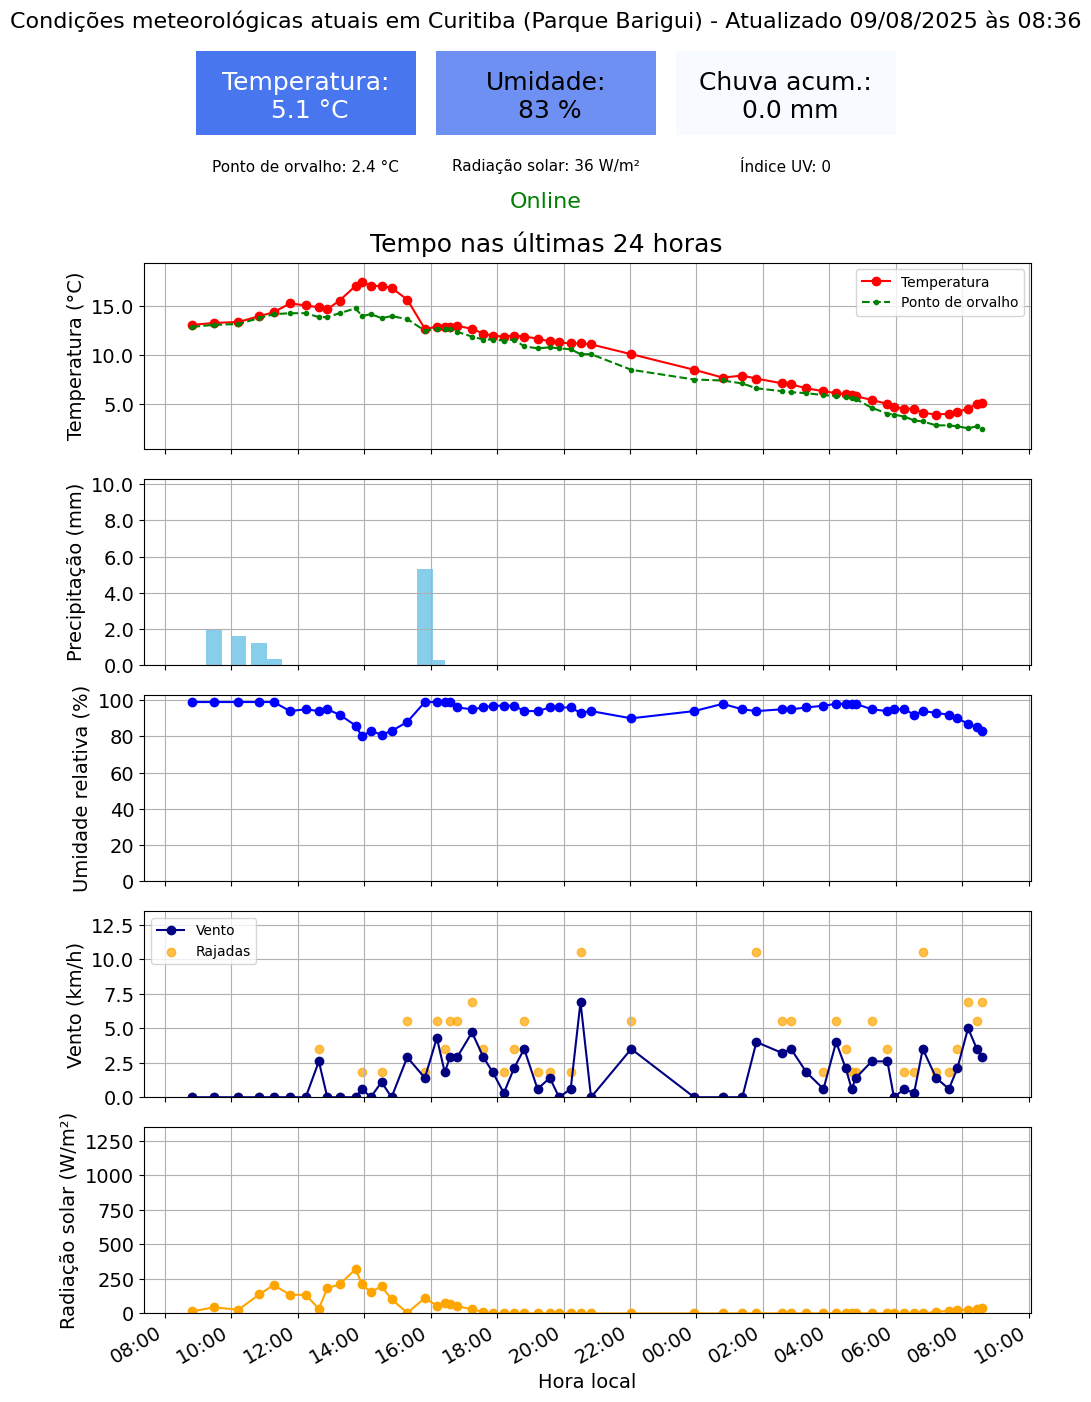 Condições meteorológicas atuais em Curitiba (Parque Barigui) - Atualizado 09/08/2025 às 08:36
Temperatura:
5.1 °C
Umidade:
83 %
Chuva acum.:
0.0 mm
Ponto de orvalho: 2.4 °C
Radiação solar: 36 W/m²
Índice UV: 0
Online
Tempo nas últimas 24 horas
Temperatura (°C)
15.0
10.0
5.0
Temperatura
Ponto de orvalho
Precipitação (mm)
10.0
8.0
6.0
4.0
2.0
0.0
Umidade relativa (%)
100
80
60
40
20
0
Vento (km/h)
12.5
10.0
7.5
5.0
2.5
0.0
Vento
Rajadas
Radiação solar (W/m²)
1250
1000
750
500
250
0
08:00
10:00
12:00
14:00
16:00
18:00
20:00
22:00
00:00
02:00
04:00
06:00
08:00
10:00
Hora local